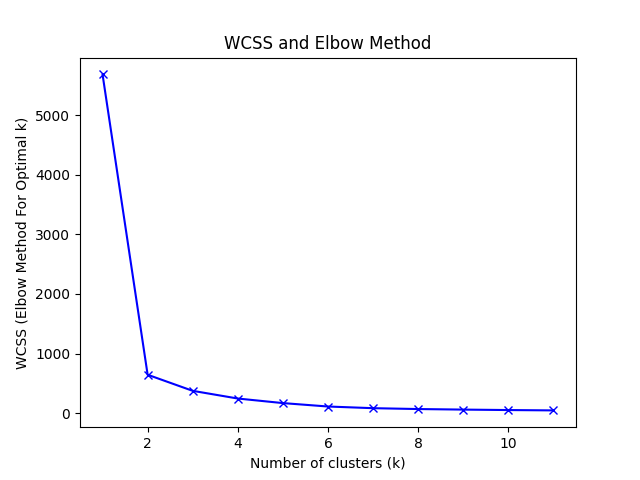 WCSS and Elbow Method
WCSS (Elbow Method For Optimal k)
5000
4000
3000
2000
1000
0
2 4 6 8 10
Number of clusters (k)